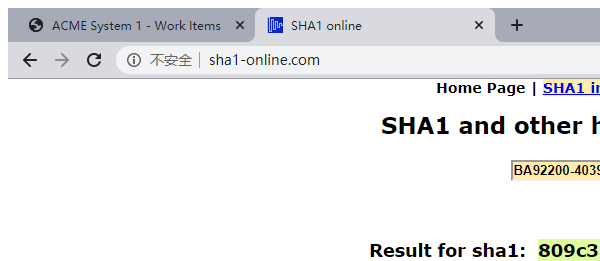 ACME System 1 - Work Items SHA1 online
不安全 sha1-online.com
Home Page | SHA1 in
SHA1 and other h
BA92200-4039
Result for sha1: 809c3